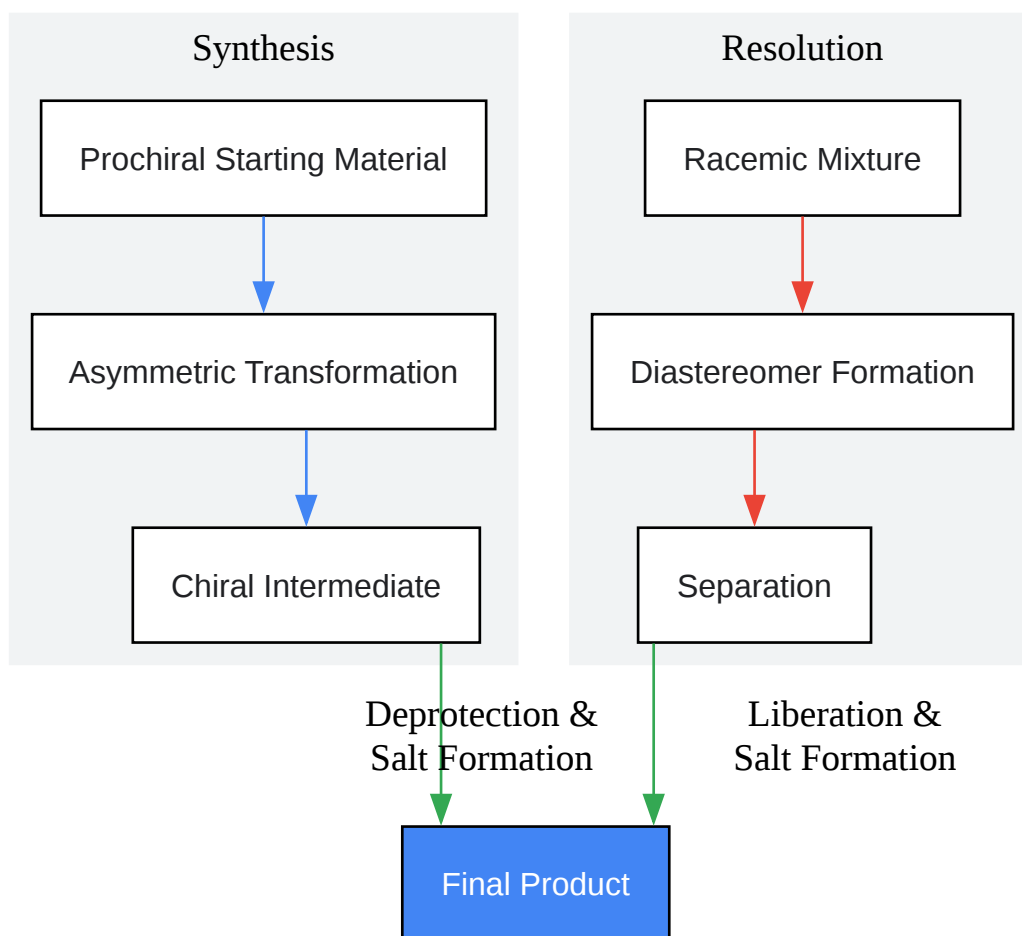 Synthesis
Prochiral Starting Material
Asymmetric Transformation
Chiral Intermediate
Resolution
Racemic Mixture
Diastereomer Formation
Separation
Deprotection &
Salt Formation
Liberation &
Salt Formation
Final Product